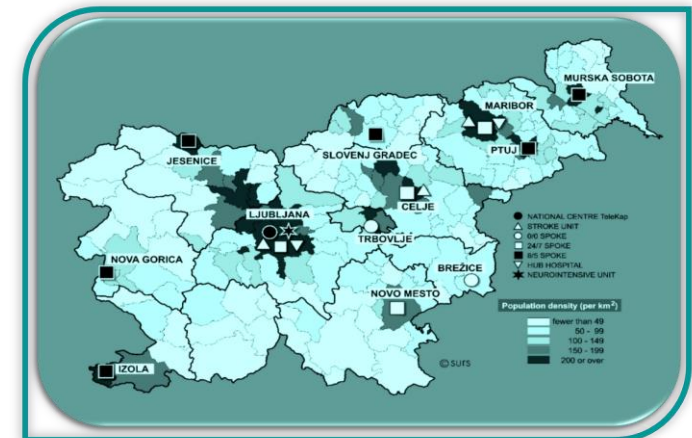 MURSKA SOBOTA
MARIBOR
JESENICE
SLOVENJ GRADEC
PTUJ
CELJE
LJUBLJANA
TRBOVLJE
NOVA GORICA
BREŽICE
NOVO MESTO
IZOLA
NATIONAL CENTRE TeleKap
STROKE UNIT
0/6 SPOKE
24/7 SPOKE
8/5 SPOKE
HUB HOSPITAL
NEUROINTENSIVE UNIT
Population density (per km²)
fewer than 49
50 - 99
100 - 149
150 - 199
200 or over
© surs